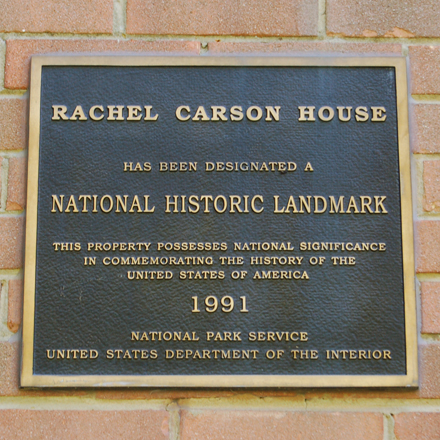 RACHEL CARSON HOUSE
HAS BEEN DESIGNATED A
NATIONAL HISTORIC LANDMARK
THIS PROPERTY POSSESSES NATIONAL SIGNIFICANCE
IN COMMEMORATING THE HISTORY OF THE
UNITED STATES OF AMERICA
1991
NATIONAL PARK SERVICE
UNITED STATES DEPARTMENT OF THE INTERIOR